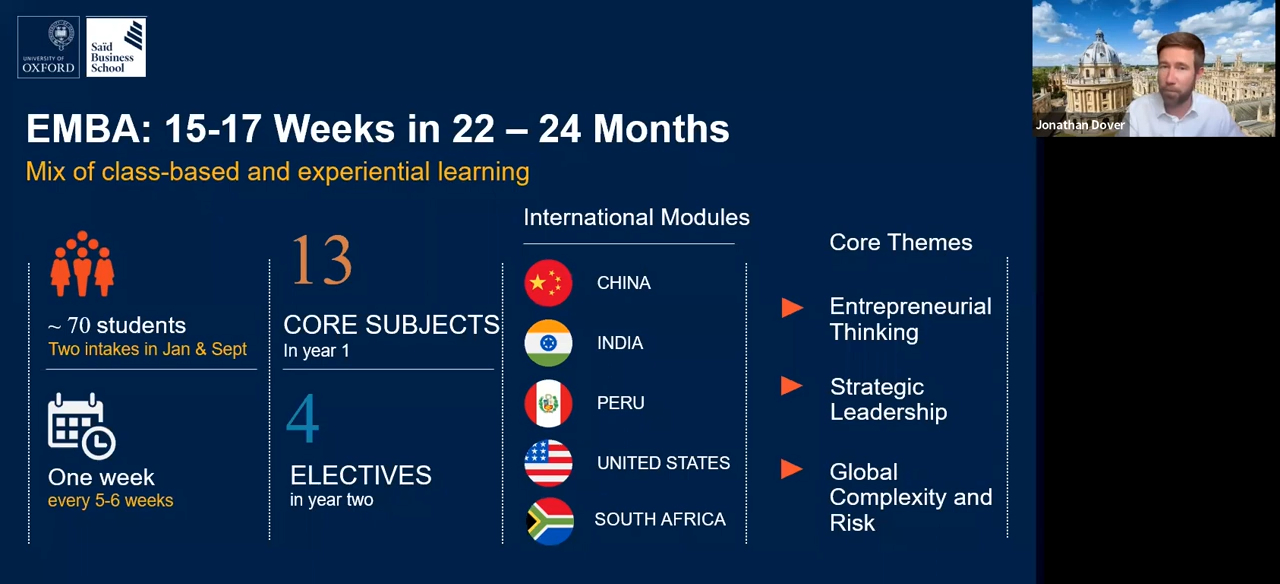 UNIVERSITY OF
OXFORD
Saïd
Business
School
EMBA: 15-17 Weeks in 22 – 24 Months
Mix of class-based and experiential learning
~ 70 students
Two intakes in Jan & Sept
One week
every 5-6 weeks
13
CORE SUBJECTS
In year 1
4
ELECTIVES
in year two
International Modules
CHINA
INDIA
PERU
UNITED STATES
SOUTH AFRICA
Core Themes
Entrepreneurial
Thinking
Strategic
Leadership
Global
Complexity and
Risk
Jonathan Dover